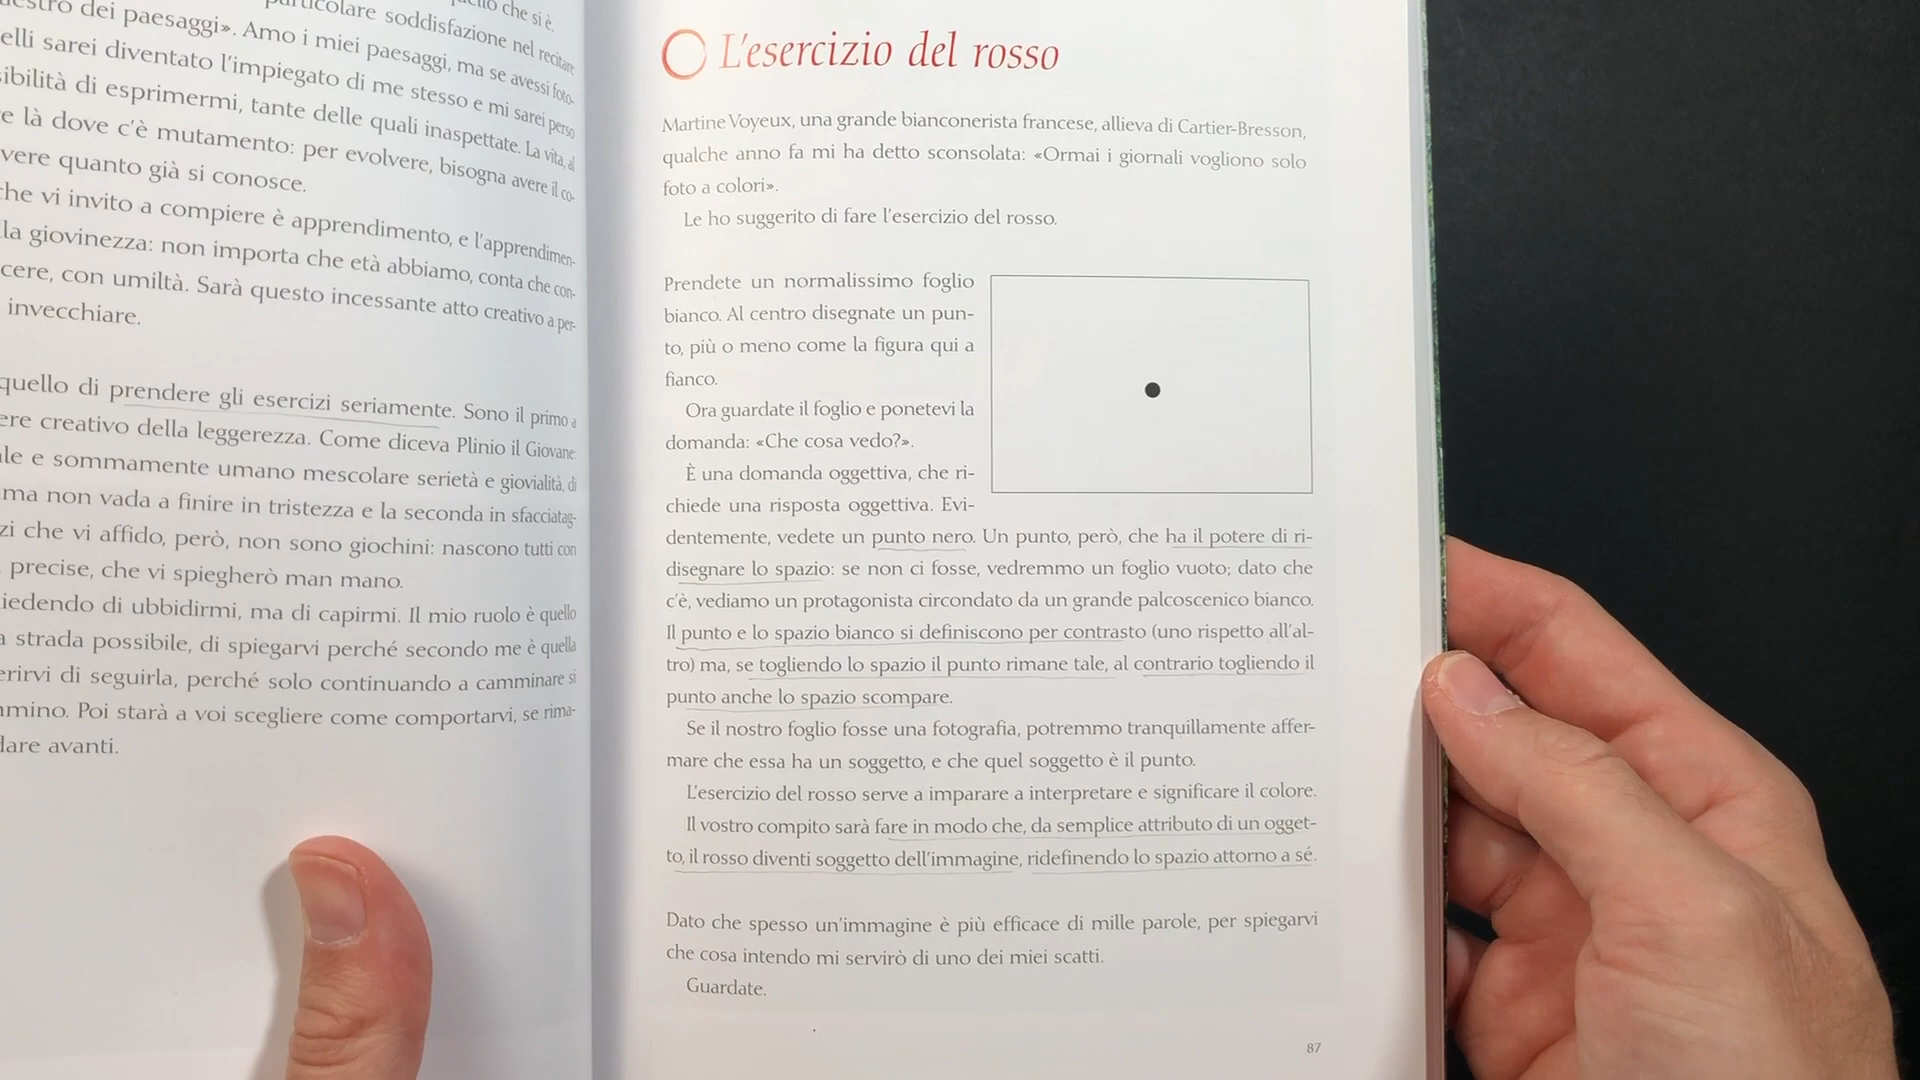 che si è.
particolare soddisfazione nel recitare
dei paesaggi». Amo i miei paesaggi, ma se avessi foto-
elli sarei diventato l'impiegato di me stesso e mi sarei perso
sibilità di esprimermi, tante delle quali inaspettate. La vita, al
e là dove c'è mutamento: per evolvere, bisogna avere il co-
vere quanto già si conosce.
che vi invito a compiere è apprendimento, e l'apprendimen-
la giovinezza: non importa che età abbiamo, conta che con-
cere, con umiltà. Sarà questo incessante atto creativo a per-
invecchiare.
quello di prendere gli esercizi seriamente. Sono il primo a
ere creativo della leggerezza. Come diceva Plinio il Giovane:
le e sommamente umano mescolare serietà e giovialità, di
ma non vada a finire in tristezza e la seconda in sfacciatag-
zi che vi affido, però, non sono giochini: nascono tutti con
precise, che vi spiegherò man mano.
iedendo di ubbidirmi, ma di capirmi. Il mio ruolo è quello
a strada possibile, di spiegarvi perché secondo me è quella
erirvi di seguirla, perché solo continuando a camminare si
mmino. Poi starà a voi scegliere come comportarvi, se rima-
dare avanti.
L'esercizio del rosso
Martine Voyeux, una grande bianconerista francese, allieva di Cartier-Bresson,
qualche anno fa mi ha detto sconsolata: «Ormai i giornali vogliono solo
foto a colori».
Le ho suggerito di fare l'esercizio del rosso.
Prendete un normalissimo foglio
bianco. Al centro disegnate un pun-
to, più o meno come la figura qui a
fianco.
Ora guardate il foglio e ponetevi la
domanda: «Che cosa vedo?».
È una domanda oggettiva, che ri-
chiede una risposta oggettiva. Evi-
dentemente, vedete un punto nero. Un punto, però, che ha il potere di ri-
disegnare lo spazio: se non ci fosse, vedremmo un foglio vuoto; dato che
c'è, vediamo un protagonista circondato da un grande palcoscenico bianco.
Il punto e lo spazio bianco si definiscono per contrasto (uno rispetto all'al-
tro) ma, se togliendo lo spazio il punto rimane tale, al contrario togliendo il
punto anche lo spazio scompare.
Se il nostro foglio fosse una fotografia, potremmo tranquillamente affer-
mare che essa ha un soggetto, e che quel soggetto è il punto.
L'esercizio del rosso serve a imparare a interpretare e significare il colore.
Il vostro compito sarà fare in modo che, da semplice attributo di un ogget-
to, il rosso diventi soggetto dell'immagine, ridefinendo lo spazio attorno a sé.
Dato che spesso un'immagine è più efficace di mille parole, per spiegarvi
che cosa intendo mi servirò di uno dei miei scatti.
Guardate.
87